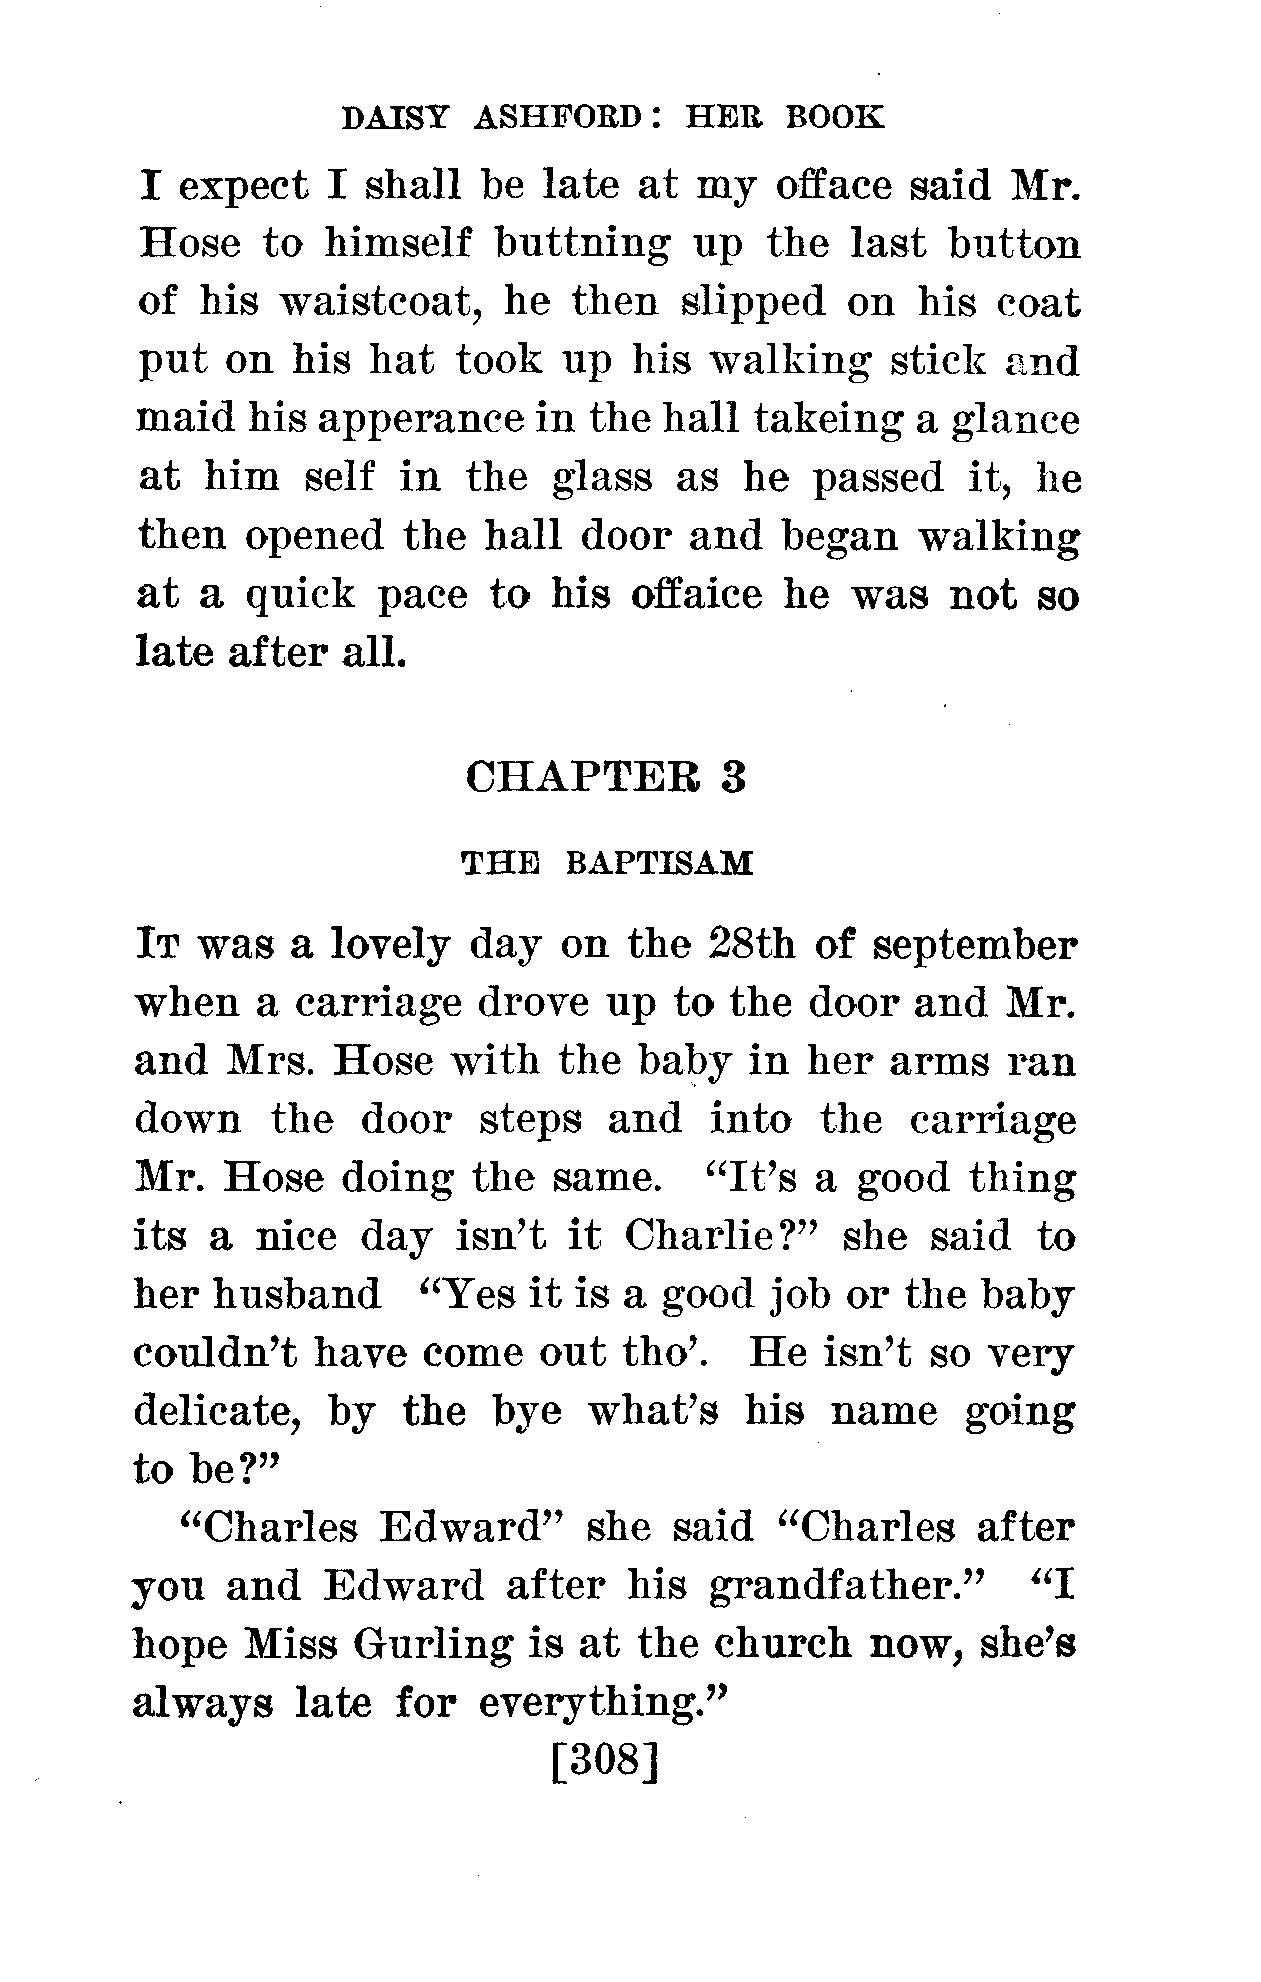 DAISY ASHFORD: HER BOOK
I expect I shall be late at my offace said Mr.
Hose to himself buttning up the last button
of his waistcoat, he then slipped on his coat
put on his hat took up his walking stick and
maid his apperance in the hall takeing a glance
at him self in the glass as he passed it, he
then opened the hall door and began walking
at a quick pace to his offaice he was not so
late after all.
CHAPTER 3
THE BAPTISAM
IT was a lovely day on the 28th of september
when a carriage drove up to the door and Mr.
and Mrs. Hose with the baby in her arms ran
down the door steps and into the carriage
Mr. Hose doing the same. "It's a good thing
its a nice day isn't it Charlie?" she said to
her husband "Yes it is a good job or the baby
couldn't have come out tho'. He isn't so very
delicate, by the bye what's his name going
to be?"
"Charles Edward" she said "Charles after
you and Edward after his grandfather." "I
hope Miss Gurling is at the church now, she's
always late for everything."
[308]